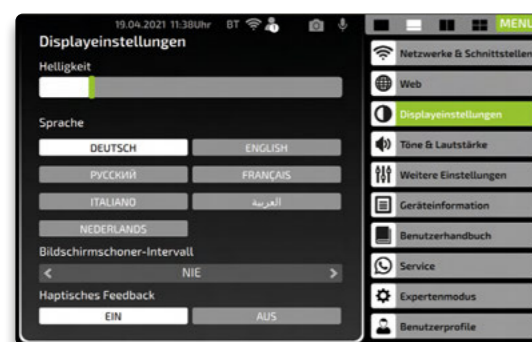 19.04.2021 11:38Uhr BT
MENU
Displayeinstellungen
Helligkeit
Sprache
DEUTSCH
ENGLISH
РУССКИЙ
FRANÇAIS
ITALIANO
العربية
NEDERLANDS
Bildschirmschoner-Intervall
NIE
Haptisches Feedback
EIN
AUS
Netzwerke & Schnittstellen
Web
Displayeinstellungen
Töne & Lautstärke
Weitere Einstellungen
Geräteinformation
Benutzerhandbuch
Service
Expertenmodus
Benutzerprofile